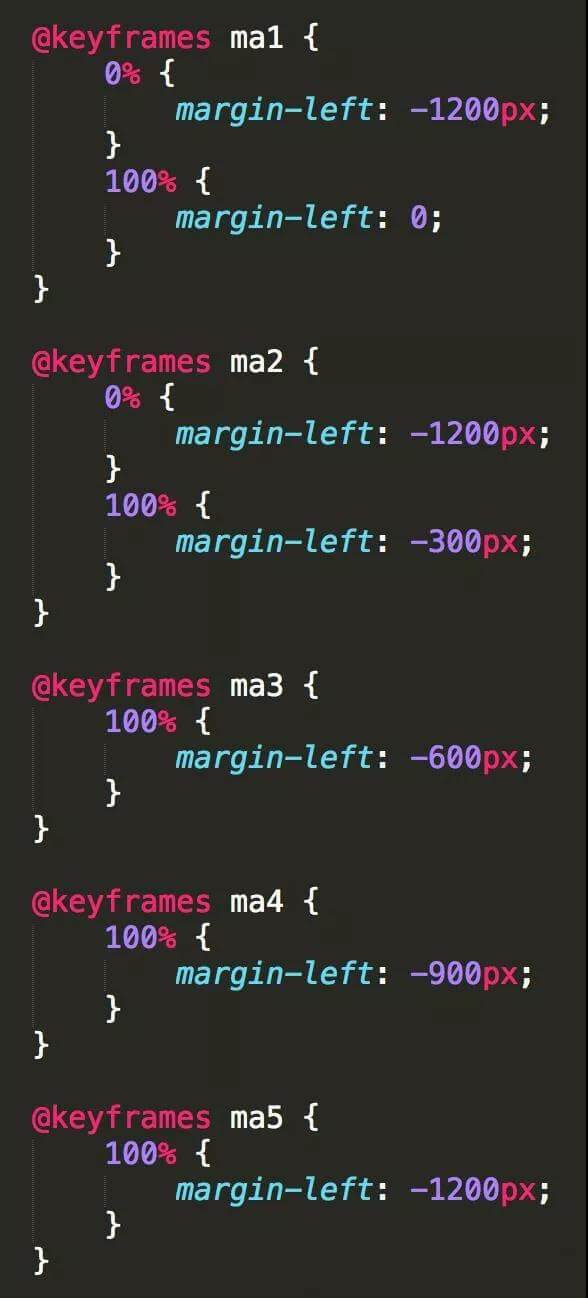 @keyframes ma1 {
    0% {
        margin-left: -1200px;
    }
    100% {
        margin-left: 0;
    }
}

@keyframes ma2 {
    0% {
        margin-left: -1200px;
    }
    100% {
        margin-left: -300px;
    }
}

@keyframes ma3 {
    100% {
        margin-left: -600px;
    }
}

@keyframes ma4 {
    100% {
        margin-left: -900px;
    }
}

@keyframes ma5 {
    100% {
        margin-left: -1200px;
    }
}